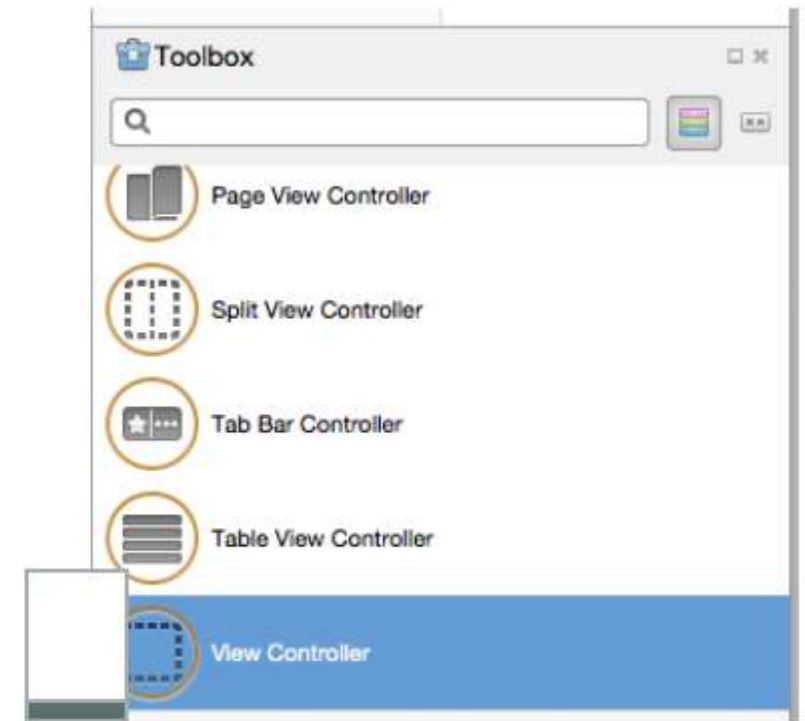 Toolbox
Page View Controller
Split View Controller
Tab Bar Controller
Table View Controller
View Controller